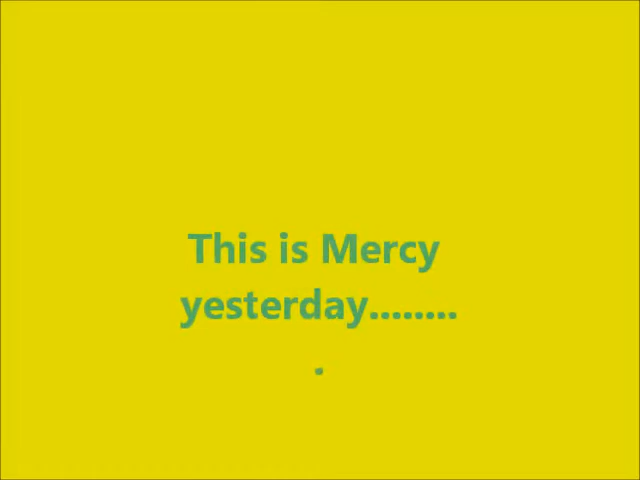 This is Mercy
yesterday........
.